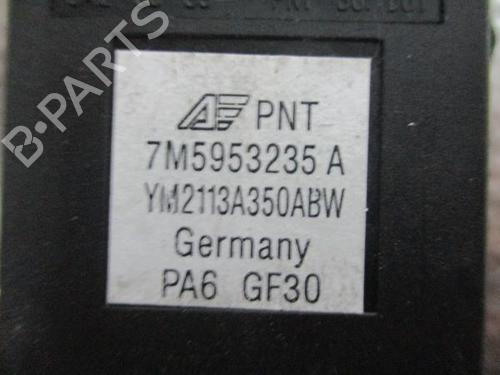 PNT
7M5953235 A
YM2113A350ABW
Germany
PA6 GF30
B-PARTS